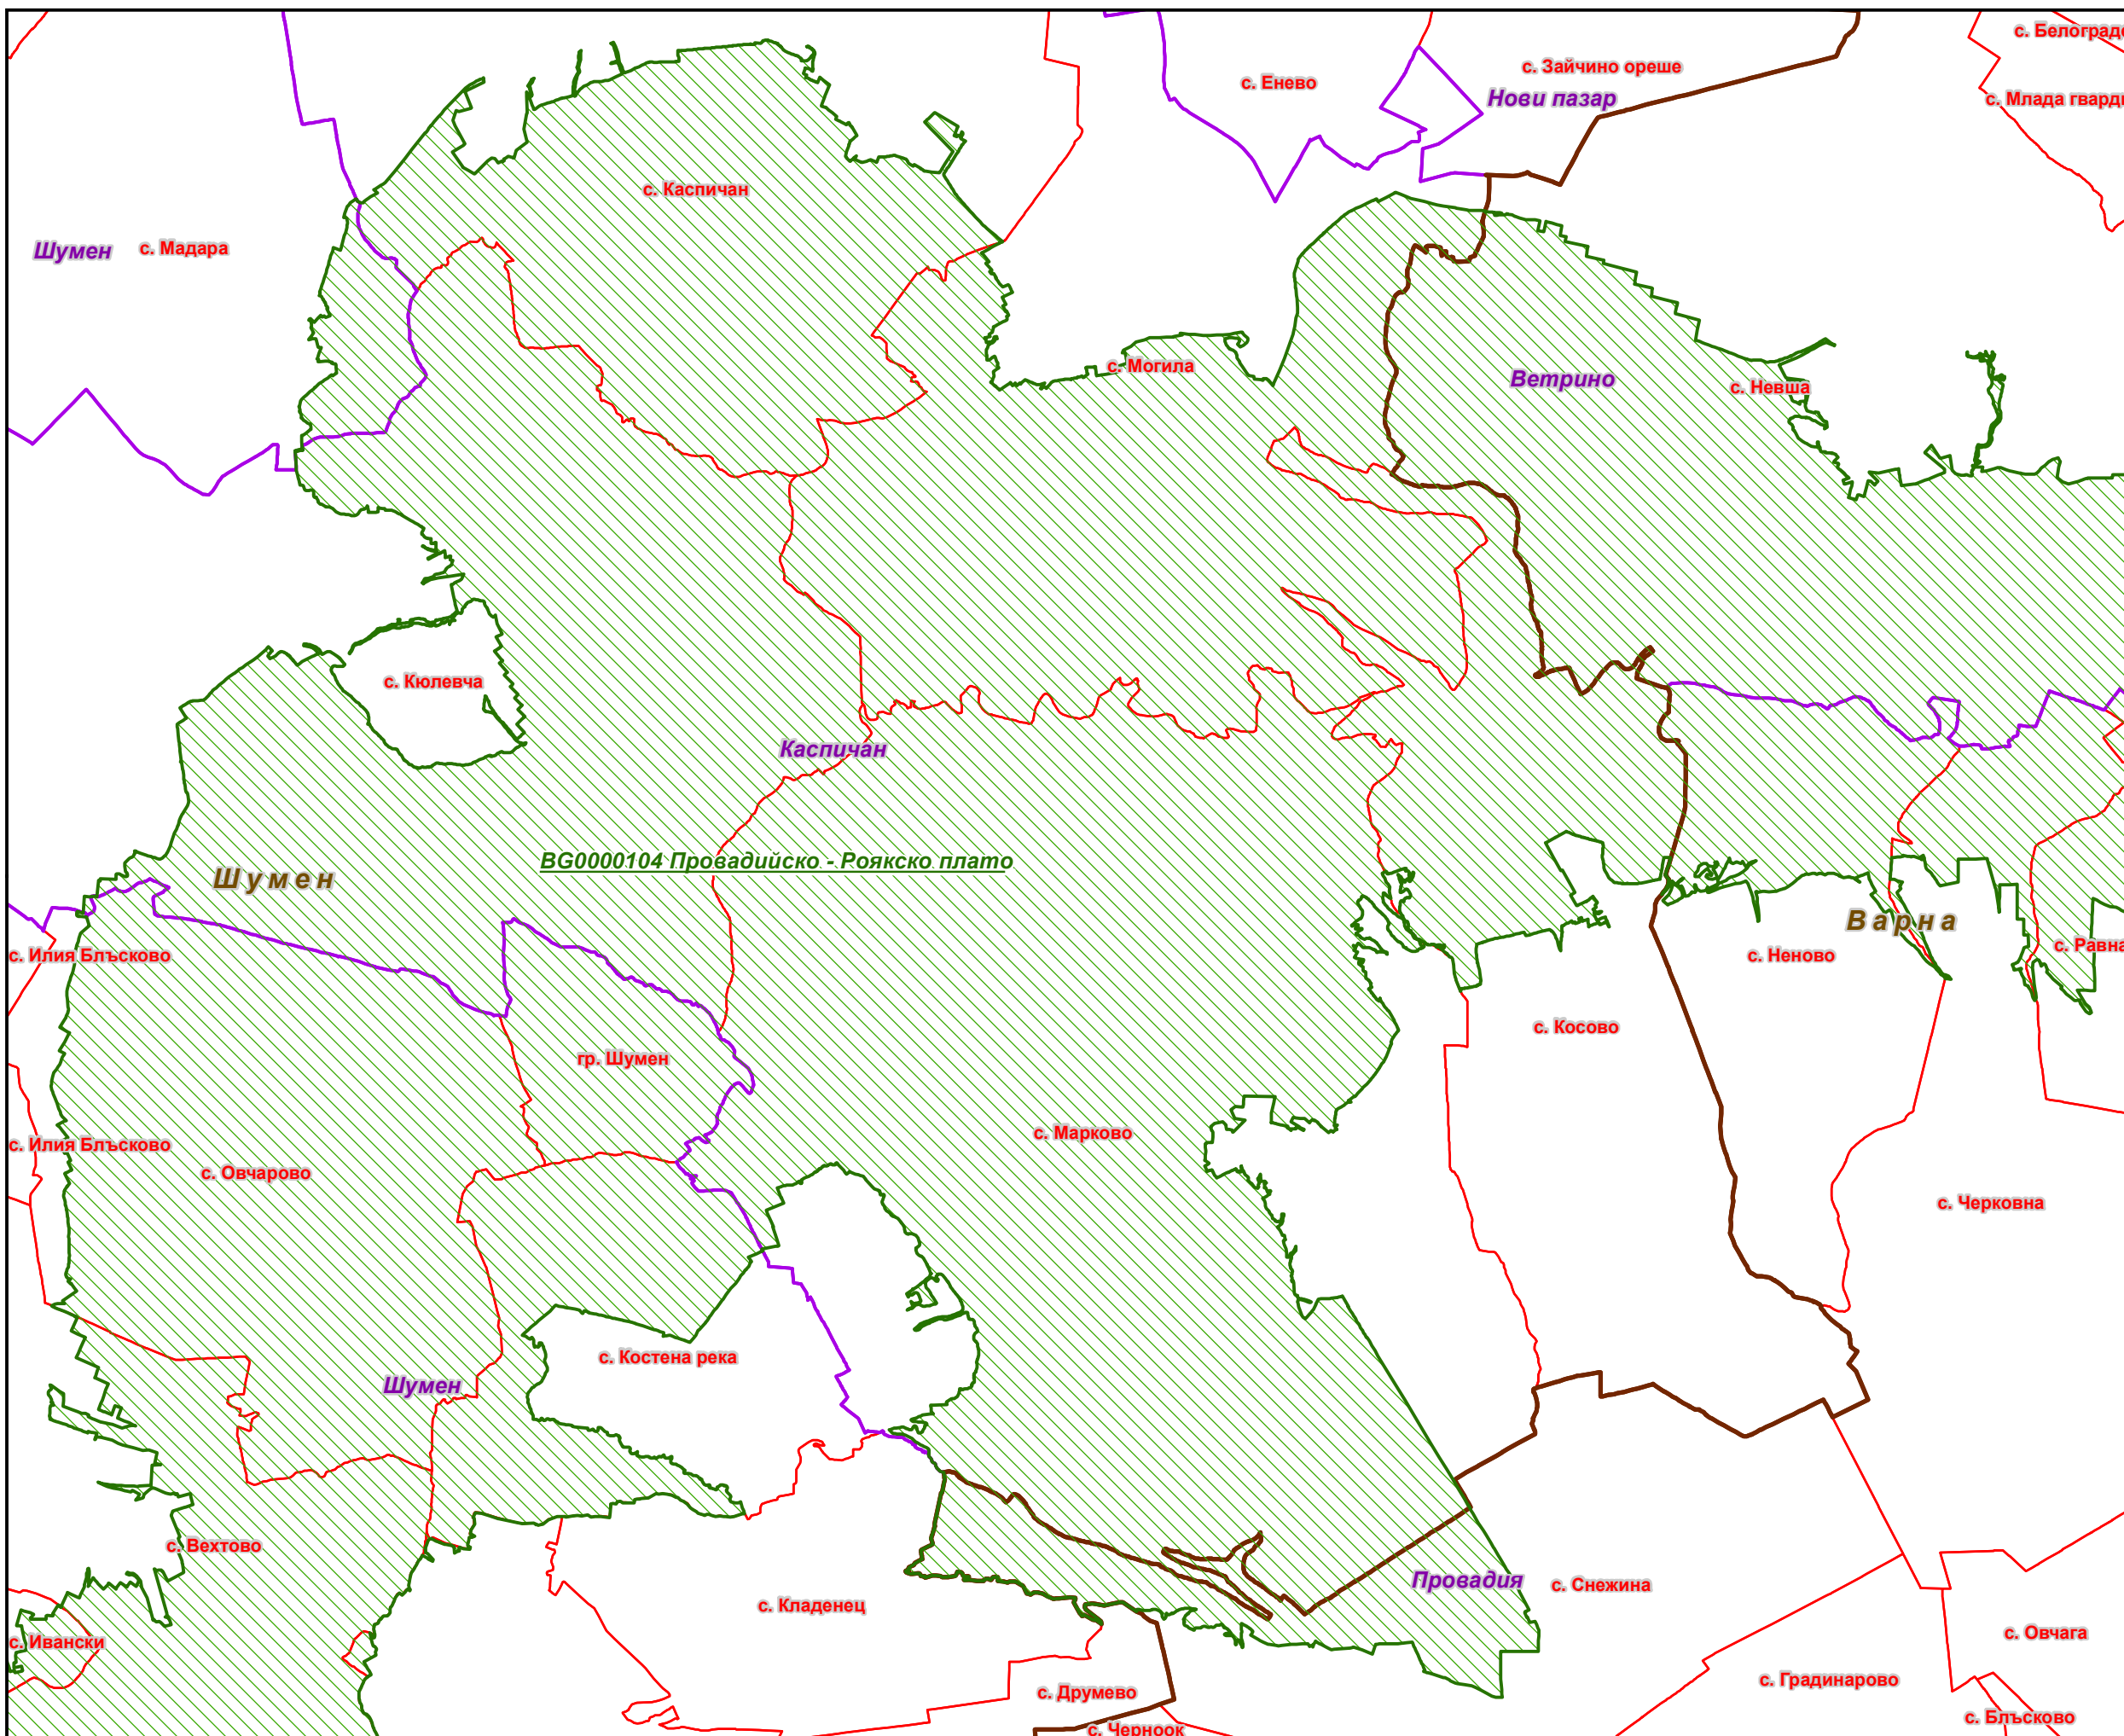 с. Белоград
с. Зайчино ореше
с. Енево
Нови пазар
с. Млада гвард
с. Каспичан
Шумен
с. Мадара
с. Могила
Ветрино
с. Невша
с. Кюлевча
Каспичан
BG0000104 Провадийско - Роякско плато
Шумен
Варна
с. Равна
с. Илия Блъсково
с. Неново
с. Косово
гр. Шумен
с. Марково
с. Илия Блъсково
с. Овчарово
с. Черковна
с. Костена река
Шумен
с. Вехтово
Провадия
с. Снежина
с. Кладенец
с. Овчага
с. Ивански
с. Градинарово
с. Друмево
с. Блъсково
с. Черноок